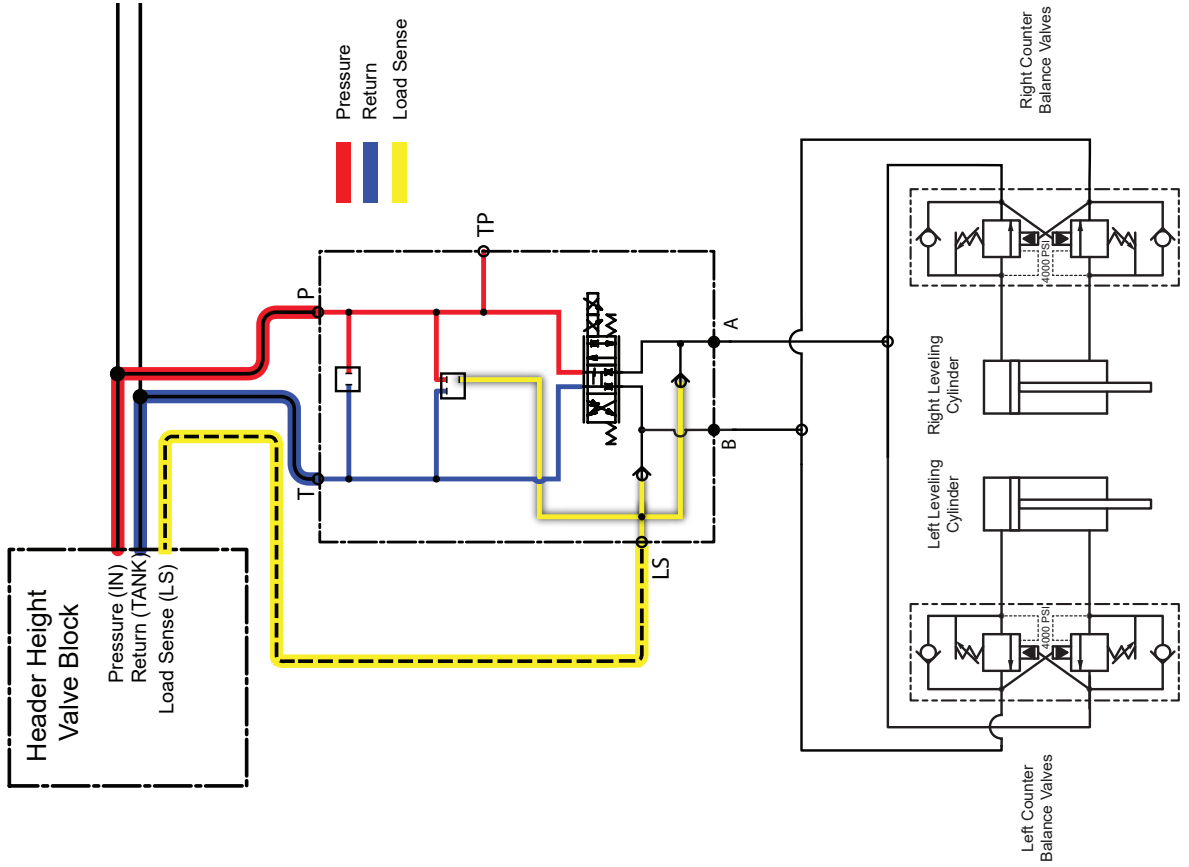 Header Height
Valve Block
Pressure (IN)
Return (TANK)
Load Sense (LS)
Pressure
Return
Load Sense
T
P
TP
LS
B
A
Left Leveling
Cylinder
Right Leveling
Cylinder
4000 PSI
4000 PSI
Left Counter
Balance Valves
Right Counter
Balance Valves